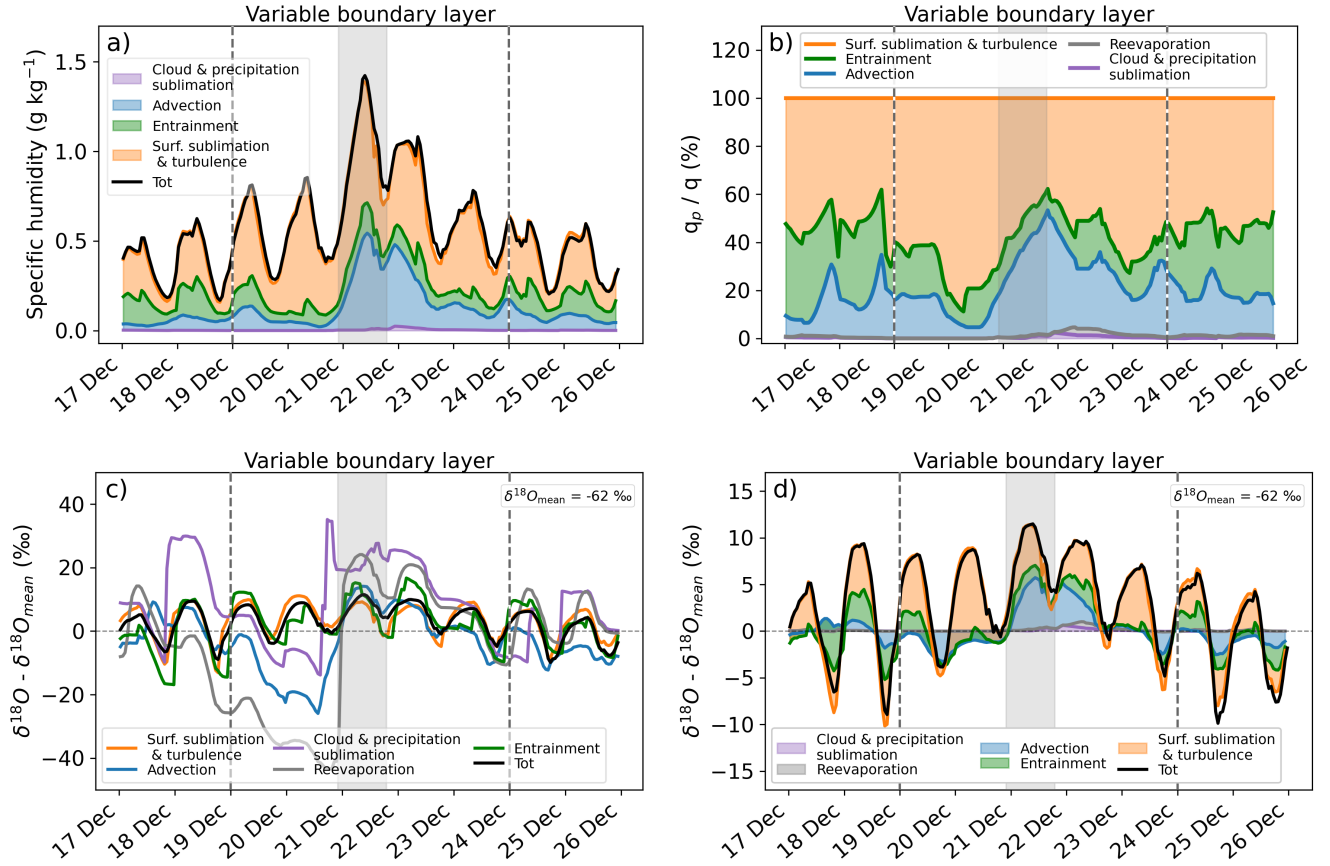 Variable boundary layer
a)
Specific humidity (g kg⁻¹)
1.5
1.0
0.5
0.0
Cloud & precipitation
sublimation
Advection
Entrainment
Surf. sublimation
& turbulence
Tot
17 Dec
18 Dec
19 Dec
20 Dec
21 Dec
22 Dec
23 Dec
24 Dec
25 Dec
26 Dec
Variable boundary layer
b)
qₚ / q (%)
120
100
80
60
40
20
0
Surf. sublimation & turbulence
Entrainment
Advection
Reevaporation
Cloud & precipitation
sublimation
17 Dec
18 Dec
19 Dec
20 Dec
21 Dec
22 Dec
23 Dec
24 Dec
25 Dec
26 Dec
Variable boundary layer
c)
δ¹⁸O_mean = -62 ‰
δ¹⁸O - δ¹⁸O_mean (‰)
40
20
0
−20
−40
Surf. sublimation
& turbulence
Advection
Cloud & precipitation
sublimation
Reevaporation
Entrainment
Tot
17 Dec
18 Dec
19 Dec
20 Dec
21 Dec
22 Dec
23 Dec
24 Dec
25 Dec
26 Dec
Variable boundary layer
d)
δ¹⁸O_mean = -62 ‰
δ¹⁸O - δ¹⁸O_mean (‰)
15
10
5
0
−5
−10
−15
Cloud & precipitation
sublimation
Reevaporation
Advection
Entrainment
Surf. sublimation
& turbulence
Tot
17 Dec
18 Dec
19 Dec
20 Dec
21 Dec
22 Dec
23 Dec
24 Dec
25 Dec
26 Dec